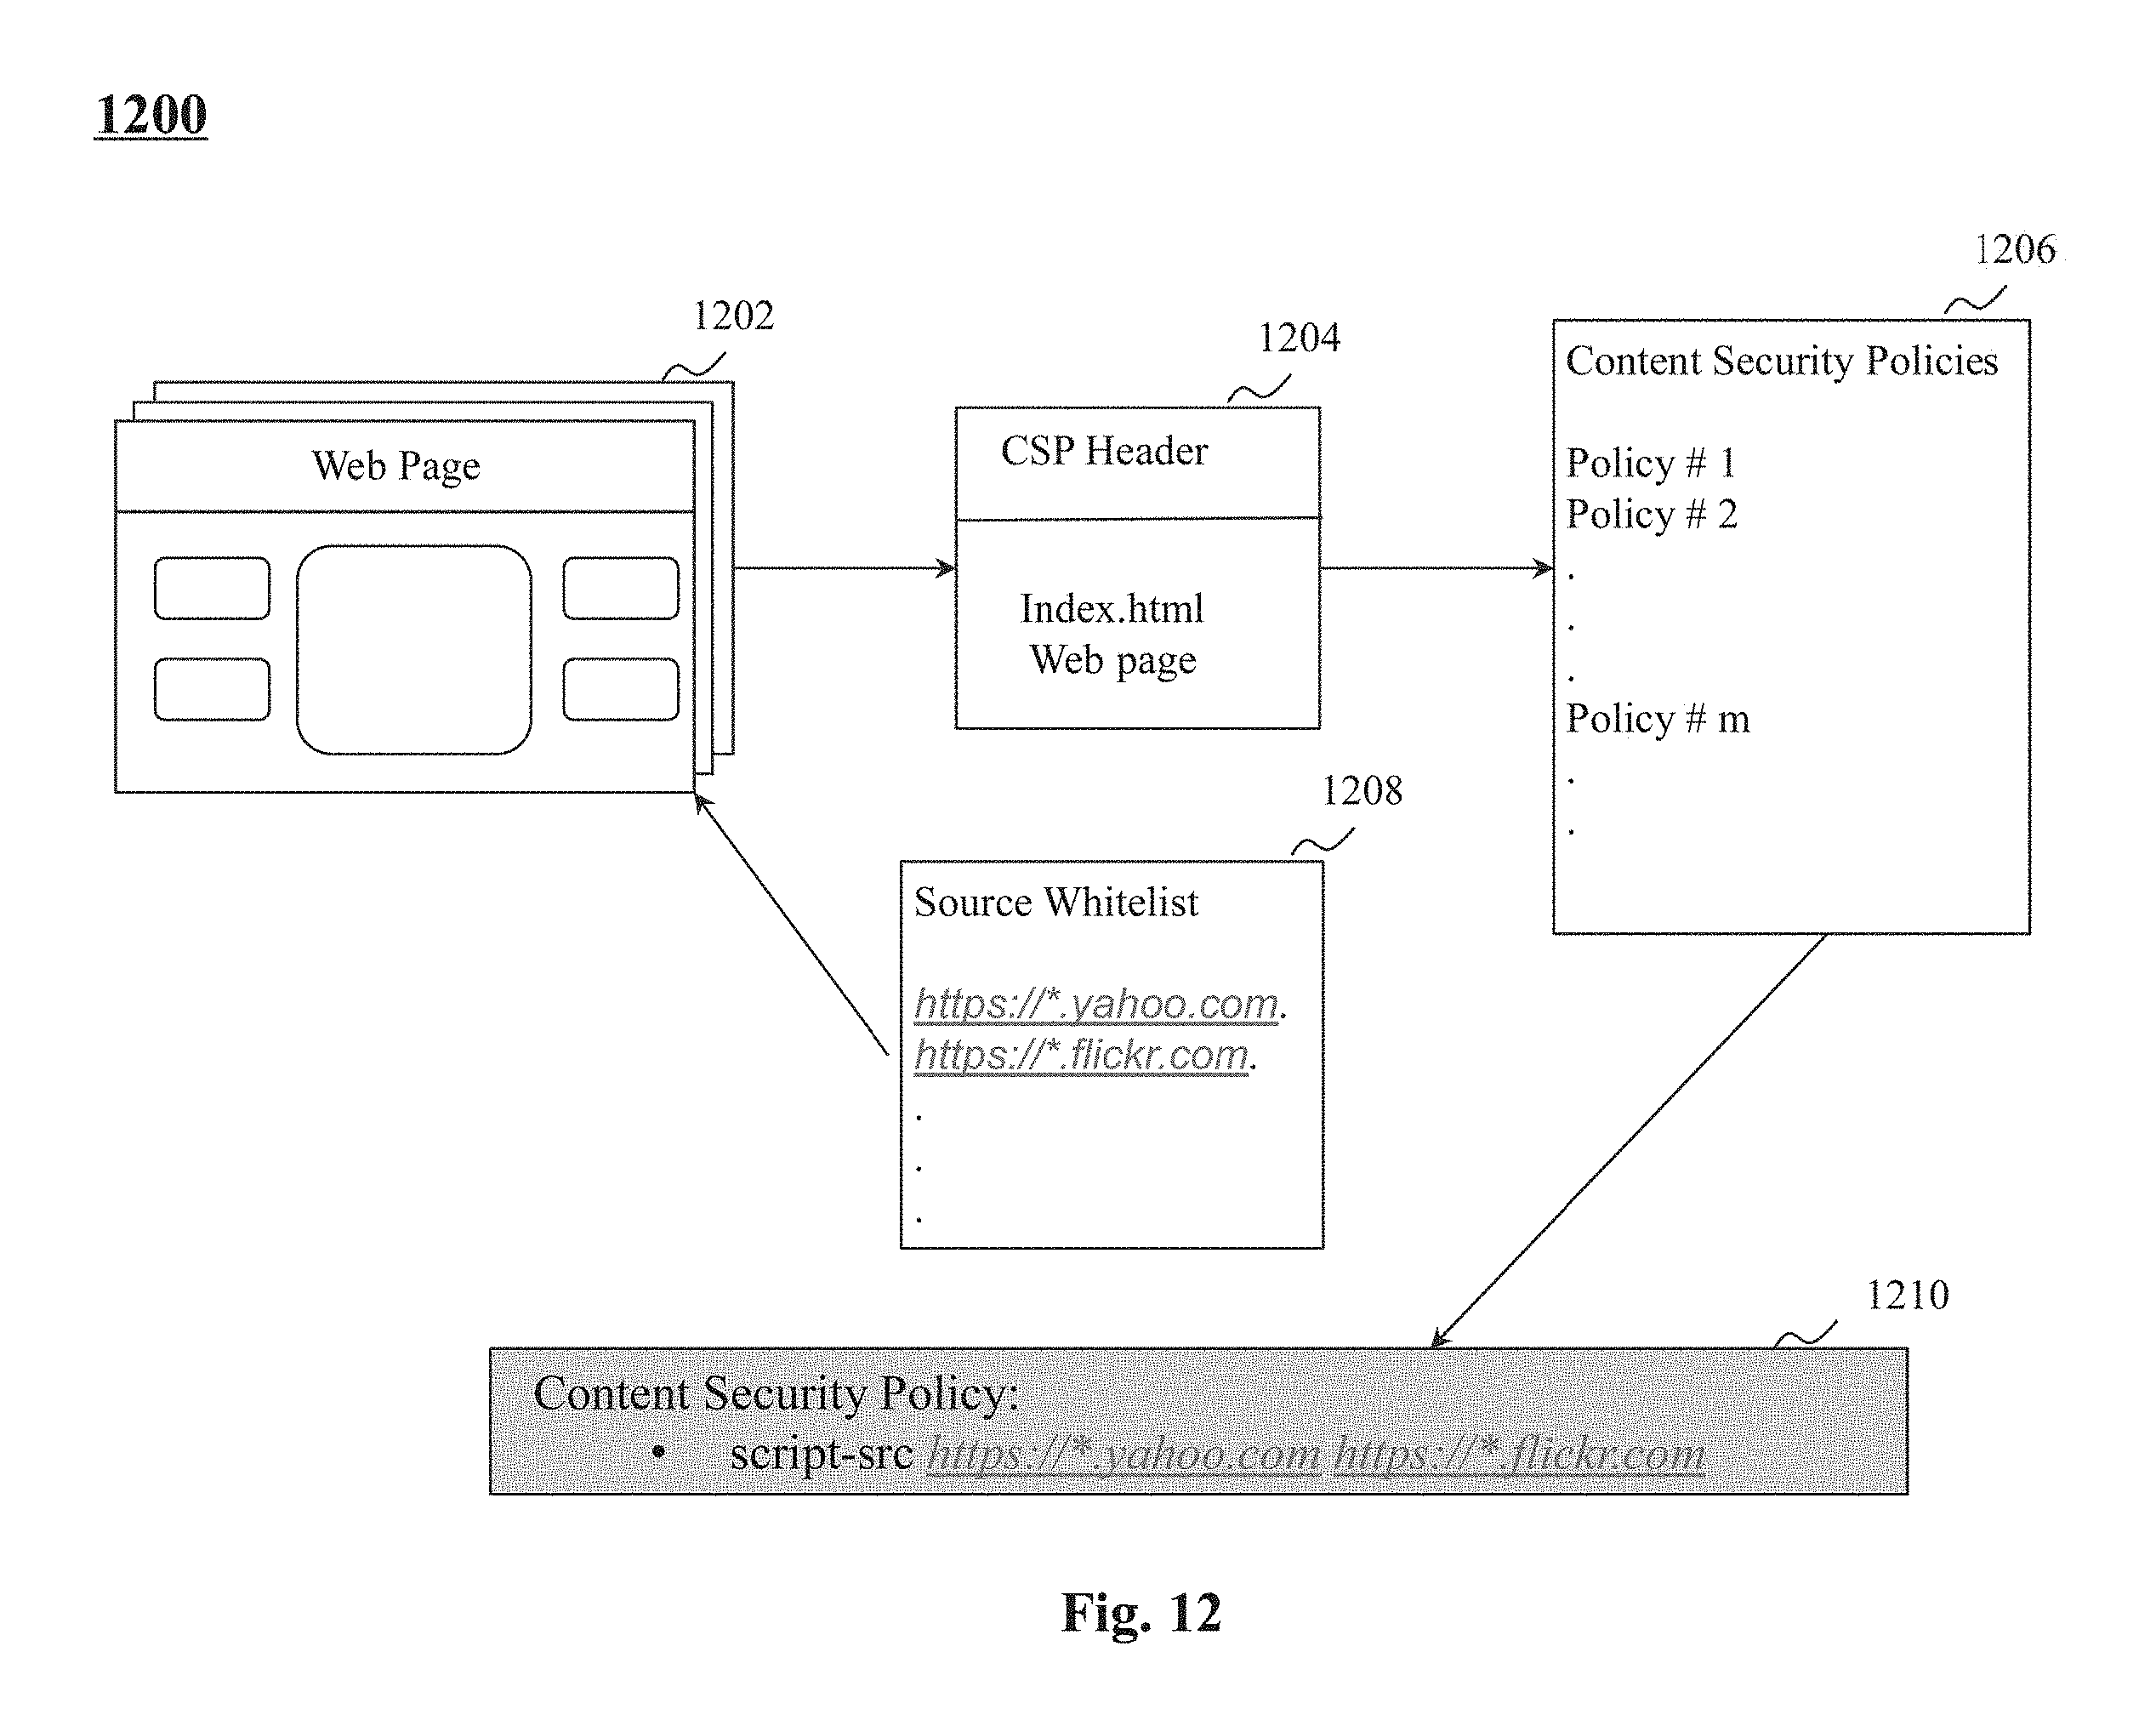 1200
1206
1202
1204
Content Security Policies
Policy # 1
Policy # 2
.
.
.
Policy # m
.
.
Web Page
CSP Header
Index.html
Web page
1208
Source Whitelist
https://*.yahoo.com.
https://*.flickr.com.
.
.
.
1210
Content Security Policy:
• script-src https://*.yahoo.com https://*.flickr.com
Fig. 12